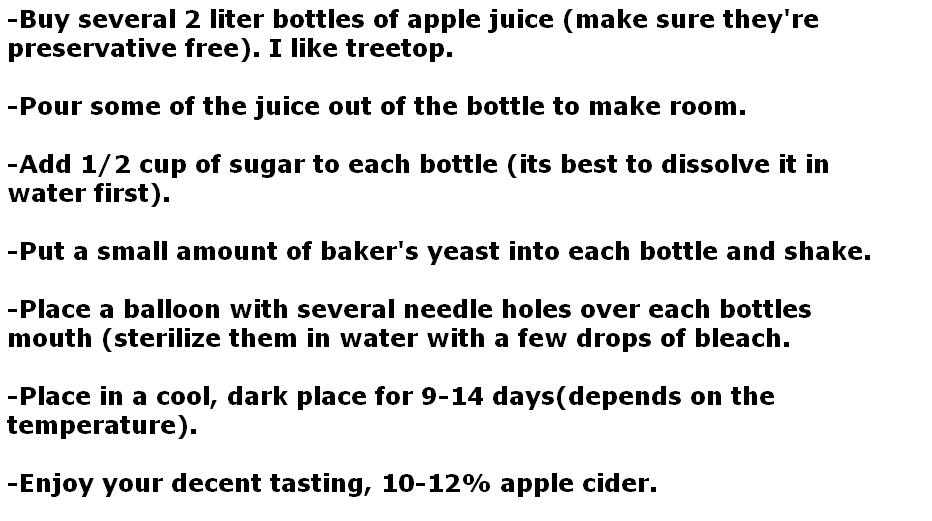 -Buy several 2 liter bottles of apple juice (make sure they're
preservative free). I like treetop.
-Pour some of the juice out of the bottle to make room.
-Add 1/2 cup of sugar to each bottle (its best to dissolve it in
water first).
-Put a small amount of baker's yeast into each bottle and shake.
-Place a balloon with several needle holes over each bottles
mouth (sterilize them in water with a few drops of bleach.
-Place in a cool, dark place for 9-14 days(depends on the
temperature).
-Enjoy your decent tasting, 10-12% apple cider.